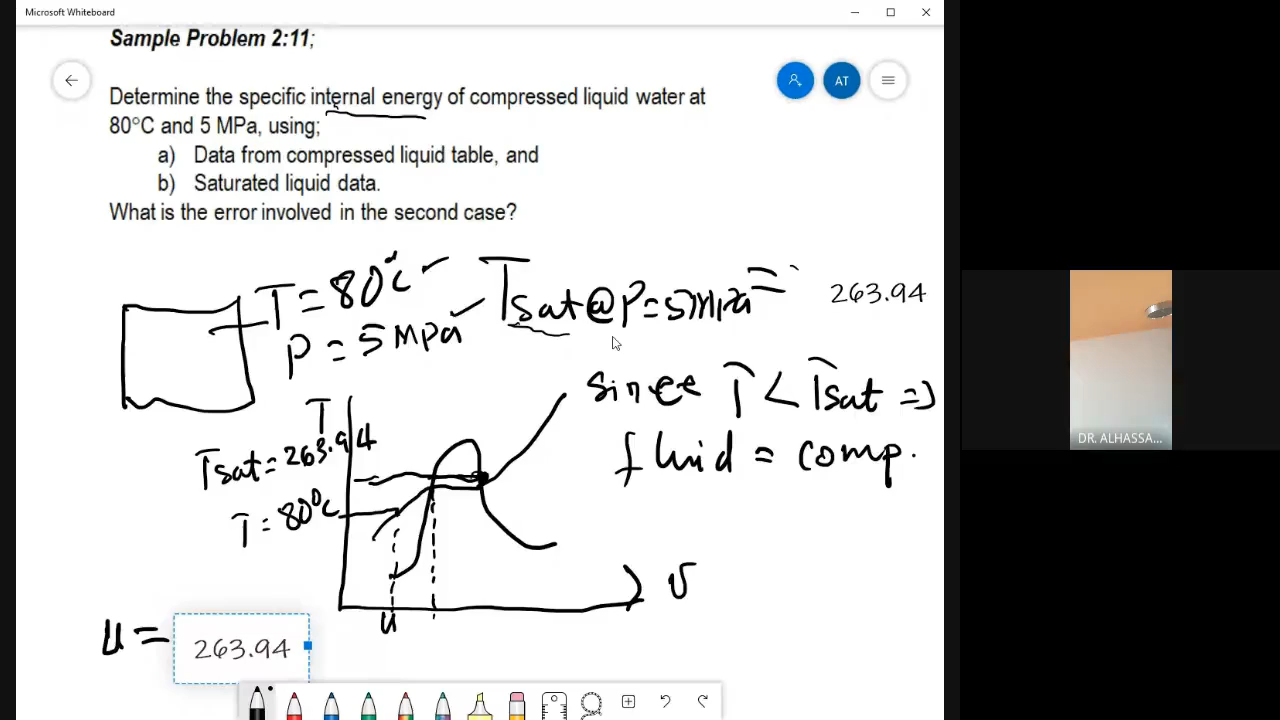 Microsoft Whiteboard
Sample Problem 2:11;
AT
Determine the specific internal energy of compressed liquid water at
80°C and 5 MPa, using;
a) Data from compressed liquid table, and
b) Saturated liquid data.
What is the error involved in the second case?
T = 80°C
P = 5 MPa
Tsat@P=5MPa=
263.94
since T < Tsat ⇒
fluid = comp.
T
Tsat = 263.94
T = 80°C
u
v
u = 263.94
DR. ALHASSA...